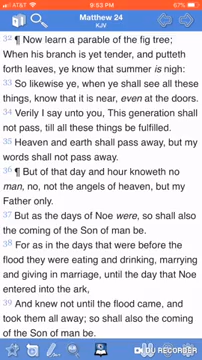 9:53 PM
Matthew 24
KJV
32 ¶ Now learn a parable of the fig tree;
When his branch is yet tender, and putteth
forth leaves, ye know that summer is nigh:
33
So likewise ye, when ye shall see all these
things, know that it is near, even at the doors.
34
Verily I say unto you, This generation shall
not pass, till all these things be fulfilled.
35
Heaven and earth shall pass away, but my
words shall not pass away.
36 ¶ But of that day and hour knoweth no
man, no, not the angels of heaven, but my
Father only.
37
But as the days of Noe were, so shall also
the coming of the Son of man be.
38
For as in the days that were before the
flood they were eating and drinking, marrying
and giving in marriage, until the day that Noe
entered into the ark,
39
And knew not until the flood came, and
took them all away; so shall also the coming
of the Son of man be.
DU RECORDER